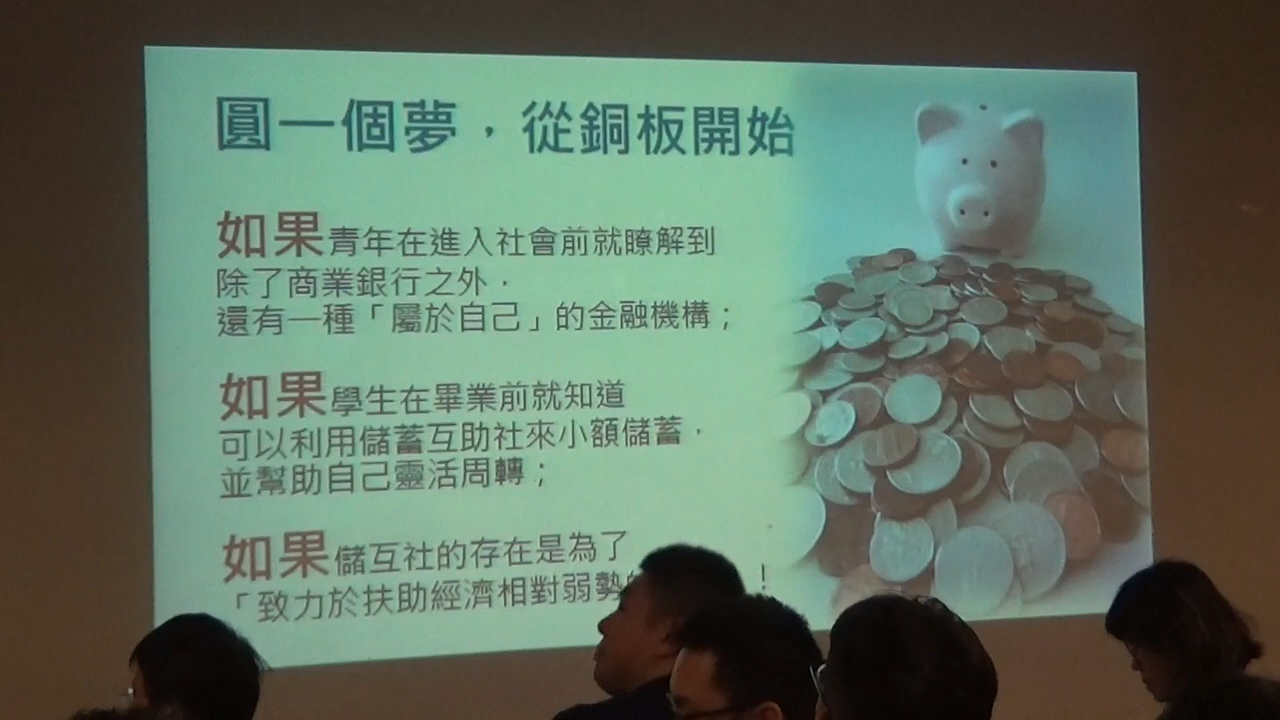 圓一個夢，從銅板開始
如果青年在進入社會前就瞭解到
除了商業銀行之外，
還有一種「屬於自己」的金融機構；
如果學生在畢業前就知道
可以利用儲蓄互助社來小額儲蓄，
並幫助自己靈活周轉；
如果儲互社的存在是為了
「致力於扶助經濟相對弱勢 ！